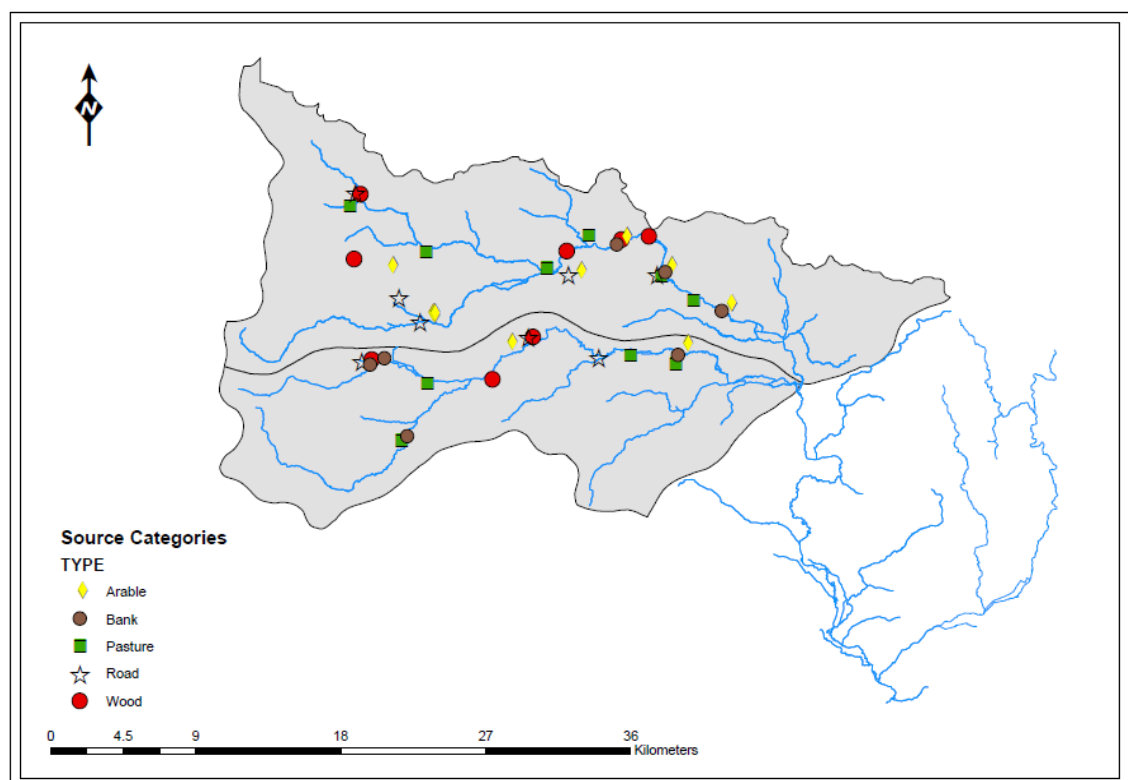 N
Source Categories
TYPE
Arable
Bank
Pasture
Road
Wood
0 4.5 9 18 27 36
Kilometers